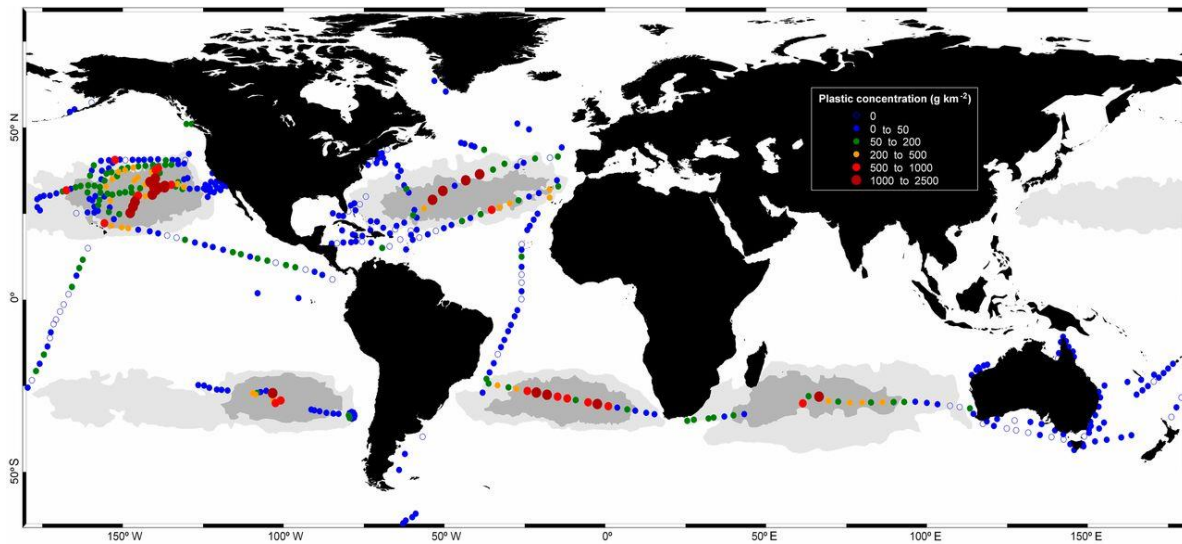 Plastic concentration (g km-2)
0
0 to 50
50 to 200
200 to 500
500 to 1000
1000 to 2500
50° N
0°
50° S
150° W
100° W
50° W
0°
50° E
100° E
150° E